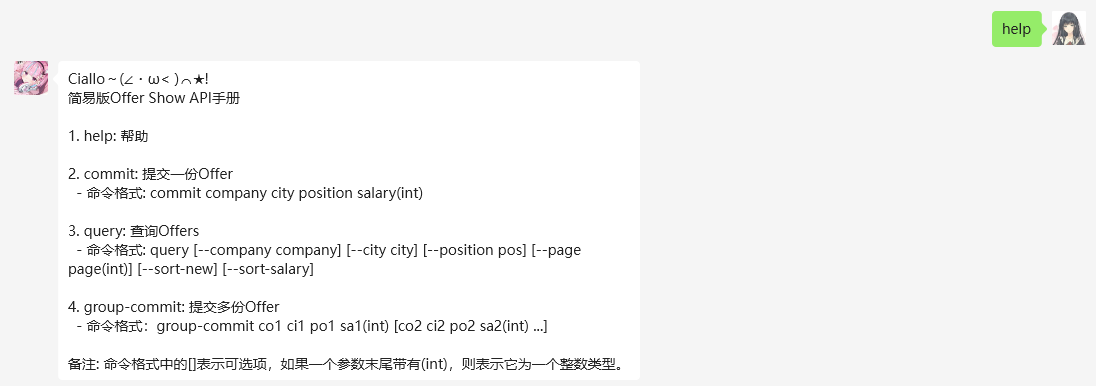 help
Ciallo～(∠・ω< )⌒★!
简易版Offer Show API手册
1. help: 帮助
2. commit: 提交一份Offer
- 命令格式: commit company city position salary(int)
3. query: 查询Offers
- 命令格式: query [--company company] [--city city] [--position pos] [--page
page(int)] [--sort-new] [--sort-salary]
4. group-commit: 提交多份Offer
- 命令格式：group-commit co1 ci1 po1 sa1(int) [co2 ci2 po2 sa2(int) ...]
备注: 命令格式中的[]表示可选项，如果一个参数末尾带有(int)，则表示它为一个整数类型。